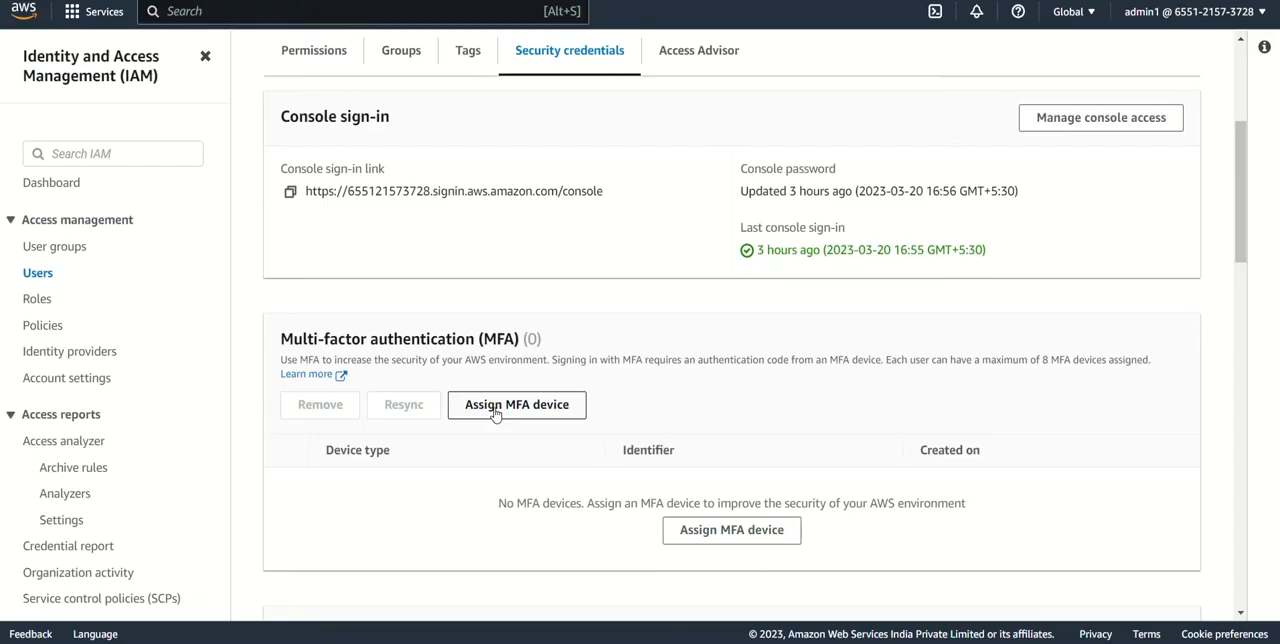 aws
Services
Search
[Alt+S]
Global
admin1 @ 6551-2157-3728
Identity and Access
Management (IAM)
Search IAM
Dashboard
Access management
User groups
Users
Roles
Policies
Identity providers
Account settings
Access reports
Access analyzer
Archive rules
Analyzers
Settings
Credential report
Organization activity
Service control policies (SCPs)
Permissions
Groups
Tags
Security credentials
Access Advisor
Console sign-in
Manage console access
Console sign-in link
https://655121573728.signin.aws.amazon.com/console
Console password
Updated 3 hours ago (2023-03-20 16:56 GMT+5:30)
Last console sign-in
3 hours ago (2023-03-20 16:55 GMT+5:30)
Multi-factor authentication (MFA) (0)
Use MFA to increase the security of your AWS environment. Signing in with MFA requires an authentication code from an MFA device. Each user can have a maximum of 8 MFA devices assigned.
Learn more
Remove
Resync
Assign MFA device
Device type
Identifier
Created on
No MFA devices. Assign an MFA device to improve the security of your AWS environment
Assign MFA device
Feedback
Language
© 2023, Amazon Web Services India Private Limited or its affiliates.
Privacy
Terms
Cookie preferences